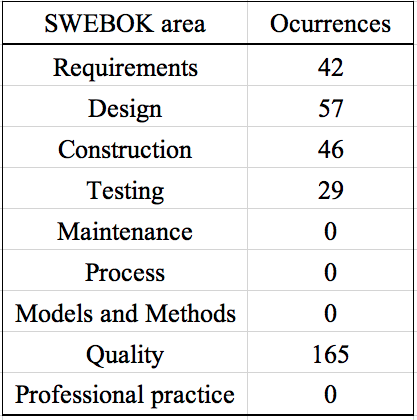 SWEBOK area Ocurrences
Requirements 42
Design 57
Construction 46
Testing 29
Maintenance 0
Process 0
Models and Methods 0
Quality 165
Professional practice 0